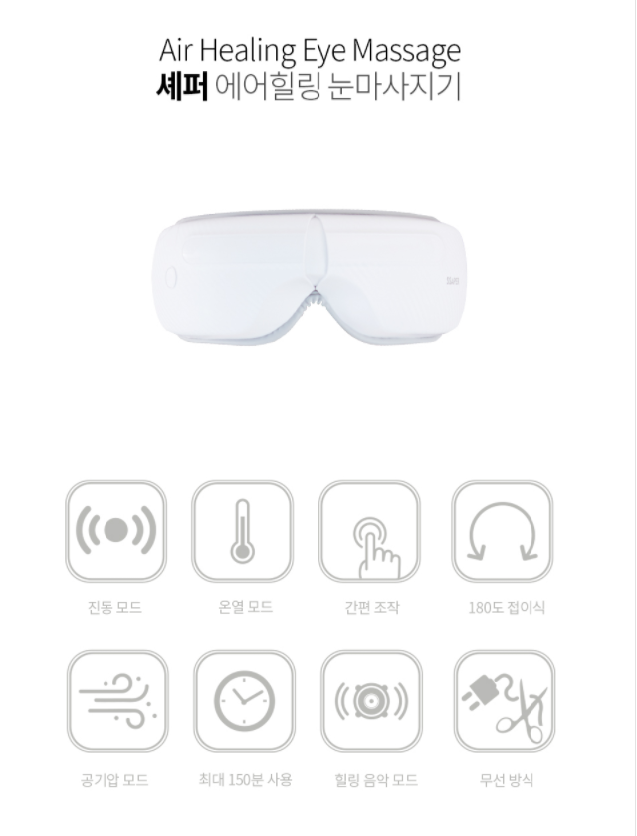 Air Healing Eye Massage
셰퍼 에어힐링 눈마사지기
진동 모드
온열 모드
간편 조작
180도 접이식
공기압 모드
최대 150분 사용
힐링 음악 모드
무선 방식